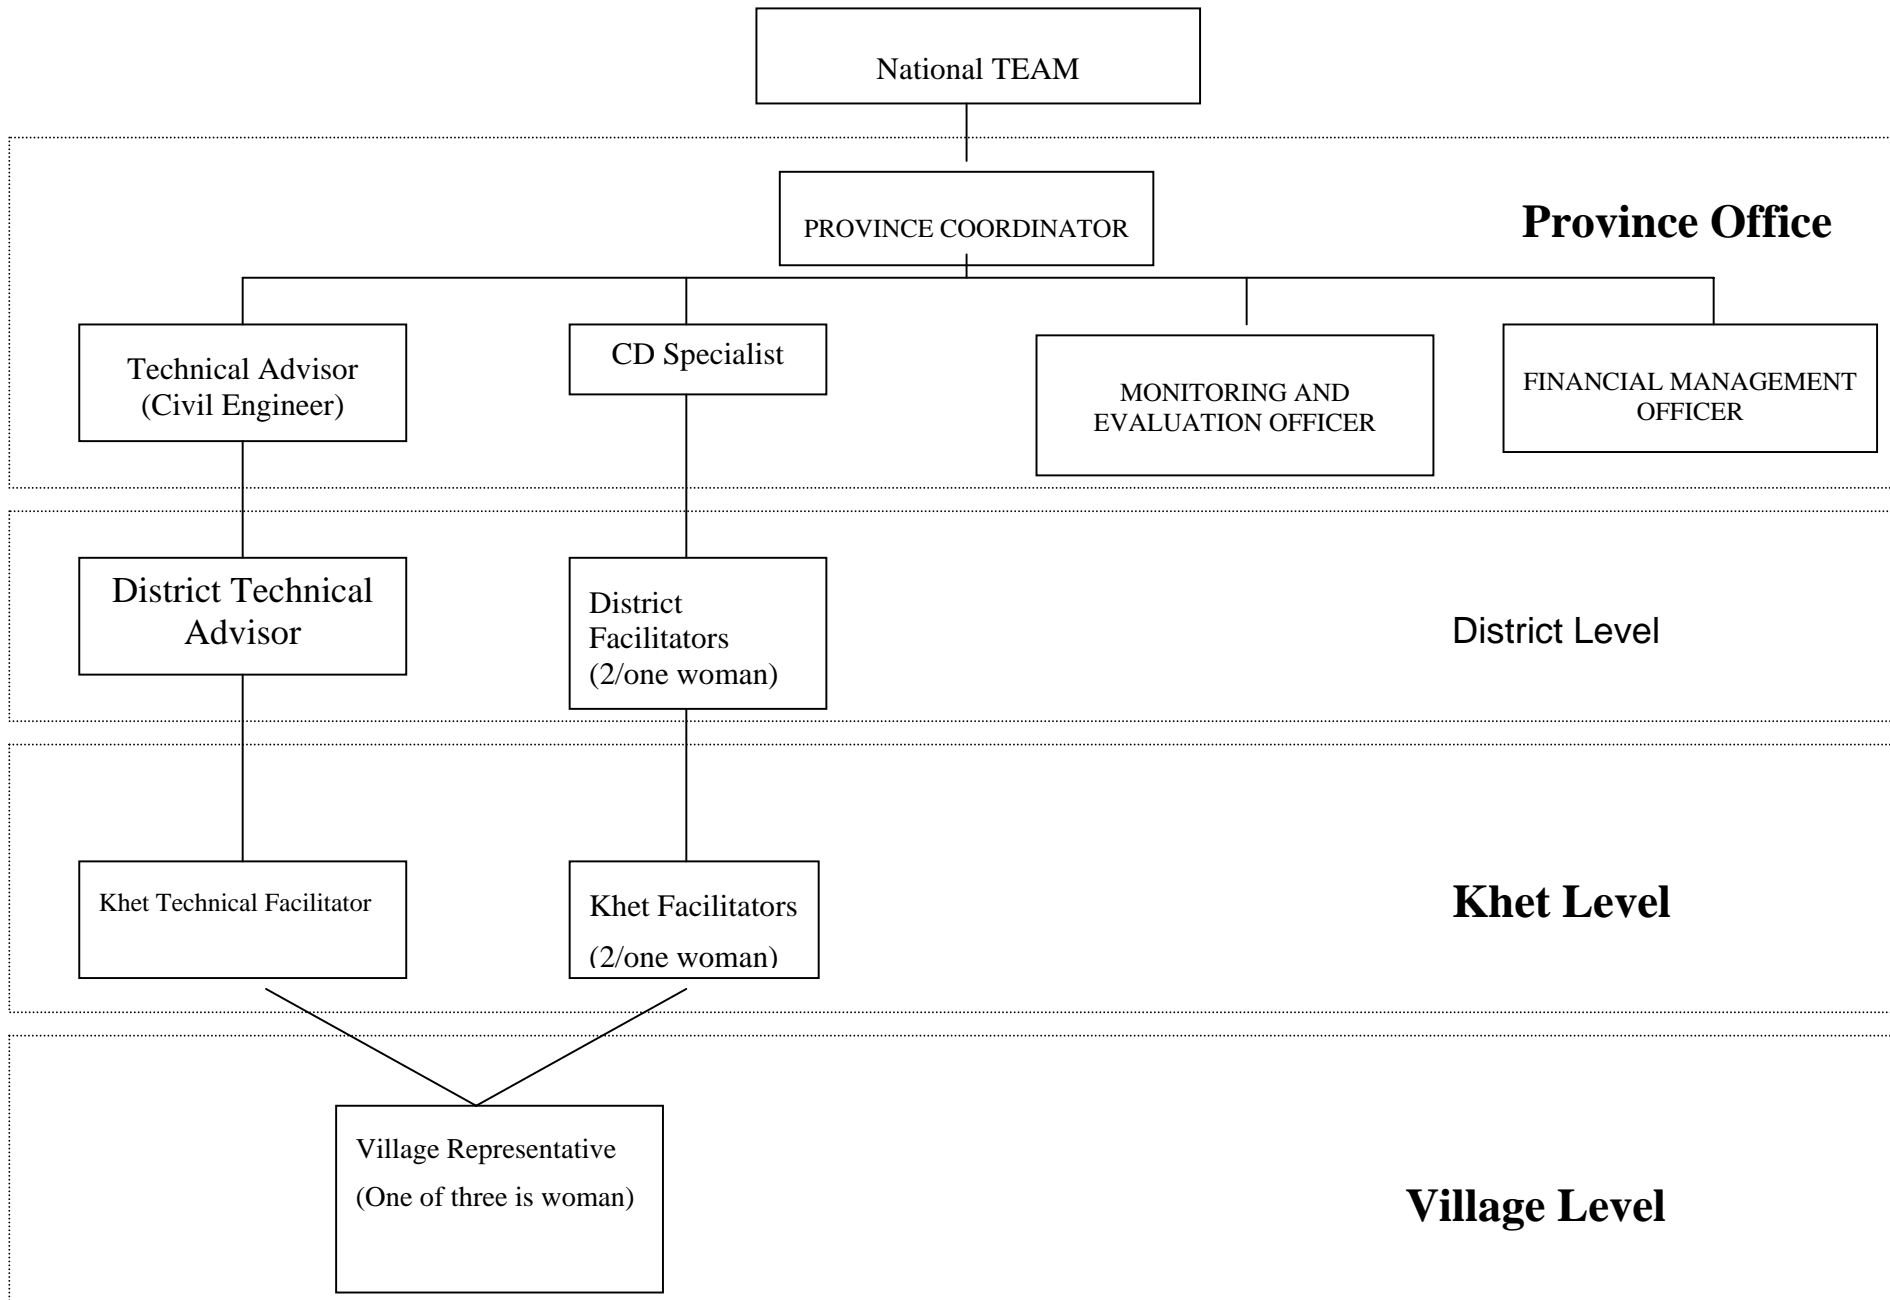 National TEAM
PROVINCE COORDINATOR
Province Office
Technical Advisor
(Civil Engineer)
CD Specialist
MONITORING AND
EVALUATION OFFICER
FINANCIAL MANAGEMENT
OFFICER
District Technical
Advisor
District
Facilitators
(2/one woman)
District Level
Khet Technical Facilitator
Khet Facilitators
(2/one woman)
Khet Level
Village Representative
(One of three is woman)
Village Level